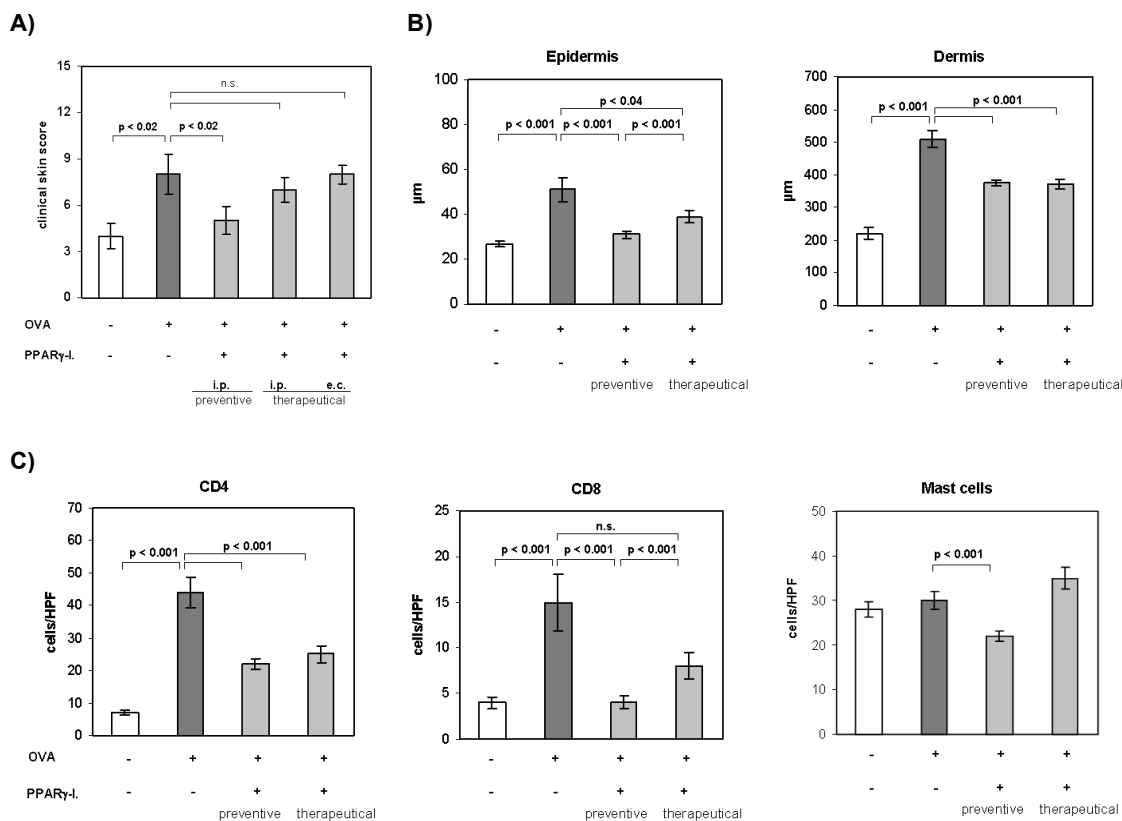 A)
15
12
9
6
3
0
clinical skin score
n.s.
p < 0.02 p < 0.02
OVA - + + + +
PPARγ-I. - - + + +
i.p. i.p. e.c.
preventive therapeutical
B)
Epidermis
100
80
60
40
20
0
µm
p < 0.04
p < 0.001 p < 0.001 p < 0.001
- + + +
- - + +
preventive therapeutical
Dermis
700
600
500
400
300
200
100
0
µm
p < 0.001 p < 0.001
- + + +
- - + +
preventive therapeutical
C)
CD4
70
60
50
40
30
20
10
0
cells/HPF
p < 0.001 p < 0.001
OVA - + + +
PPARγ-I. - - + +
preventive therapeutical
CD8
25
20
15
10
5
0
cells/HPF
n.s.
p < 0.001 p < 0.001 p < 0.001
- + + +
- - + +
preventive therapeutical
Mast cells
50
40
30
20
10
0
cells/HPF
p < 0.001
- + + +
- - + +
preventive therapeutical